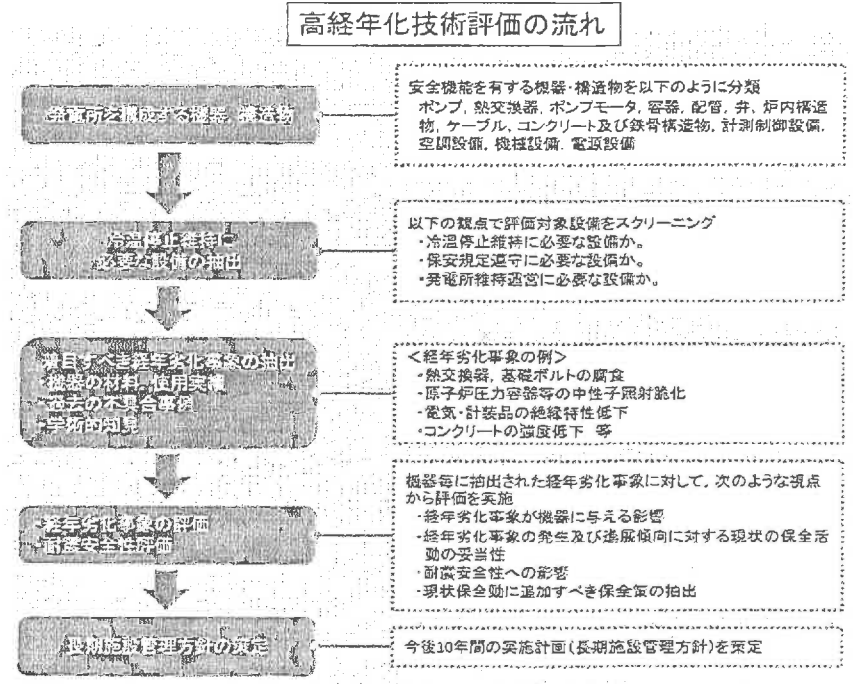 高経年化技術評価の流れ
発電所を構成する機器、構造物
安全機能を有する機器・構造物を以下のように分類
ポンプ, 熱交換器, ポンプモータ, 容器, 配管, 弁, 炉内構造
物, ケーブル, コンクリート及び鉄骨構造物, 計測制御設備,
空調設備, 機械設備, 電源設備
冷温停止維持に
必要な設備の抽出
以下の観点で評価対象設備をスクリーニング
・冷温停止維持に必要な設備か。
・保安規定遵守に必要な設備か。
・発電所維持運営に必要な設備か。
着目すべき経年劣化事象の抽出
・機器の材料、使用実績
・過去の不具合事例
・学術的知見
＜経年劣化事象の例＞
・熱交換器, 基礎ボルトの腐食
・原子炉圧力容器等の中性子照射脆化
・電気・計装品の絶縁特性低下
・コンクリートの強度低下 等
・経年劣化事象の評価
・耐震安全性評価
機器毎に抽出された経年劣化事象に対して, 次のような視点
から評価を実施
・経年劣化事象が機器に与える影響
・経年劣化事象の発生及び進展傾向に対する現状の保全活
動の妥当性
・耐震安全性への影響
・現状保全効に追加すべき保全策の抽出
長期施設管理方針の策定
今後10年間の実施計画(長期施設管理方針)を策定